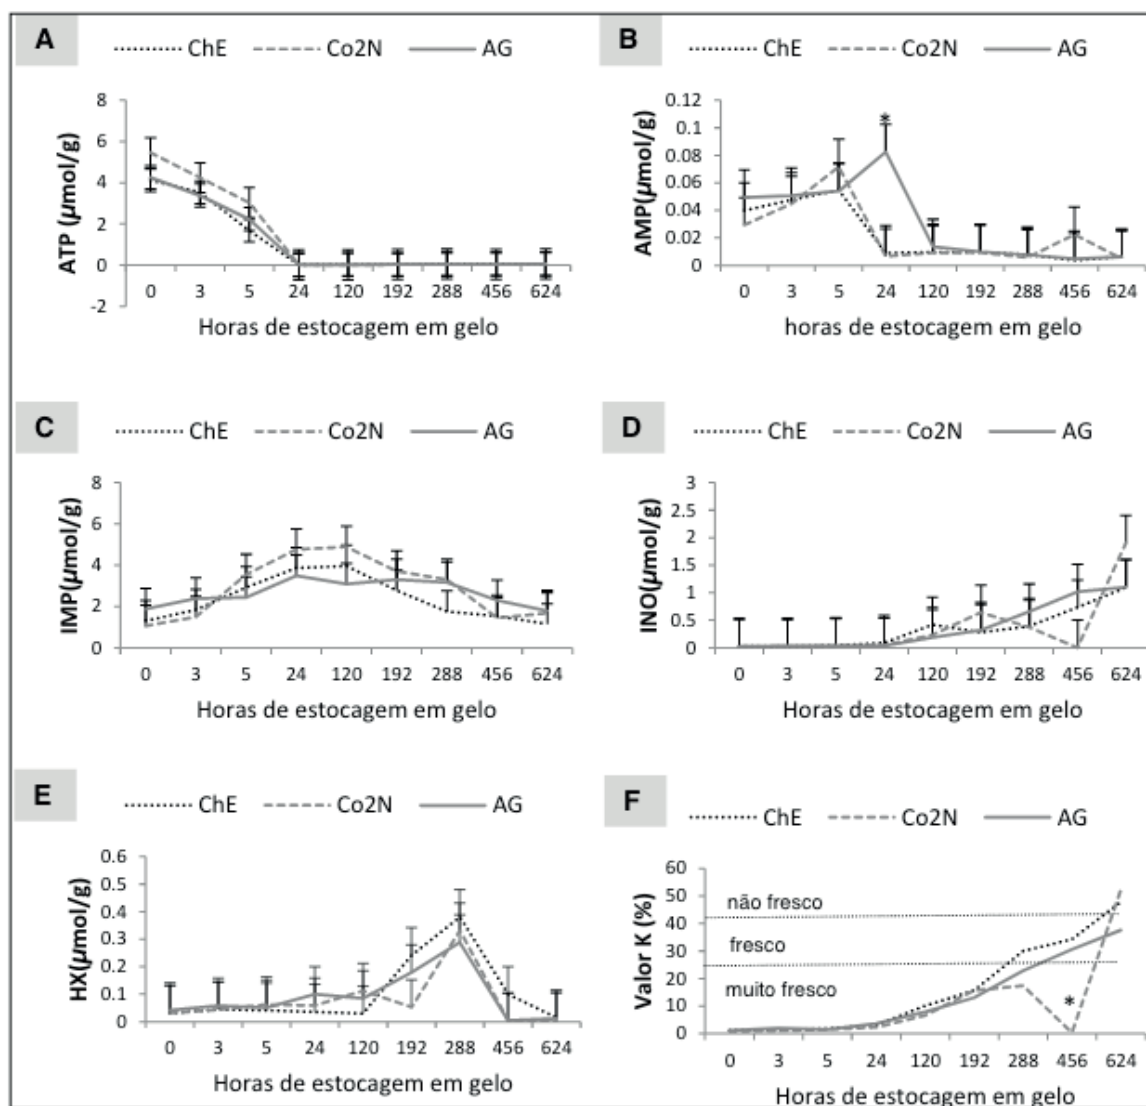 A
ChE Co2N AG
ATP (µmol/g)
8
6
4
2
0
-2
0 3 5 24 120 192 288 456 624
Horas de estocagem em gelo
B
ChE Co2N AG
AMP(µmol/g)
0.12
0.1
0.08
0.06
0.04
0.02
0
*
0 3 5 24 120 192 288 456 624
horas de estocagem em gelo
C
ChE Co2N AG
IMP(µmol/g)
8
6
4
2
0
0 3 5 24 120 192 288 456 624
Horas de estocagem em gelo
D
ChE Co2N AG
INO(µmol/g)
3
2.5
2
1.5
1
0.5
0
0 3 5 24 120 192 288 456 624
Horas de estocagem em gelo
E
ChE Co2N AG
HX(µmol/g)
0.6
0.5
0.4
0.3
0.2
0.1
0
0 3 5 24 120 192 288 456 624
Horas de estocagem em gelo
F
ChE Co2N AG
Valor K (%)
60
50
40
30
20
10
0
não fresco
fresco
muito fresco
*
0 3 5 24 120 192 288 456 624
Horas de estocagem em gelo